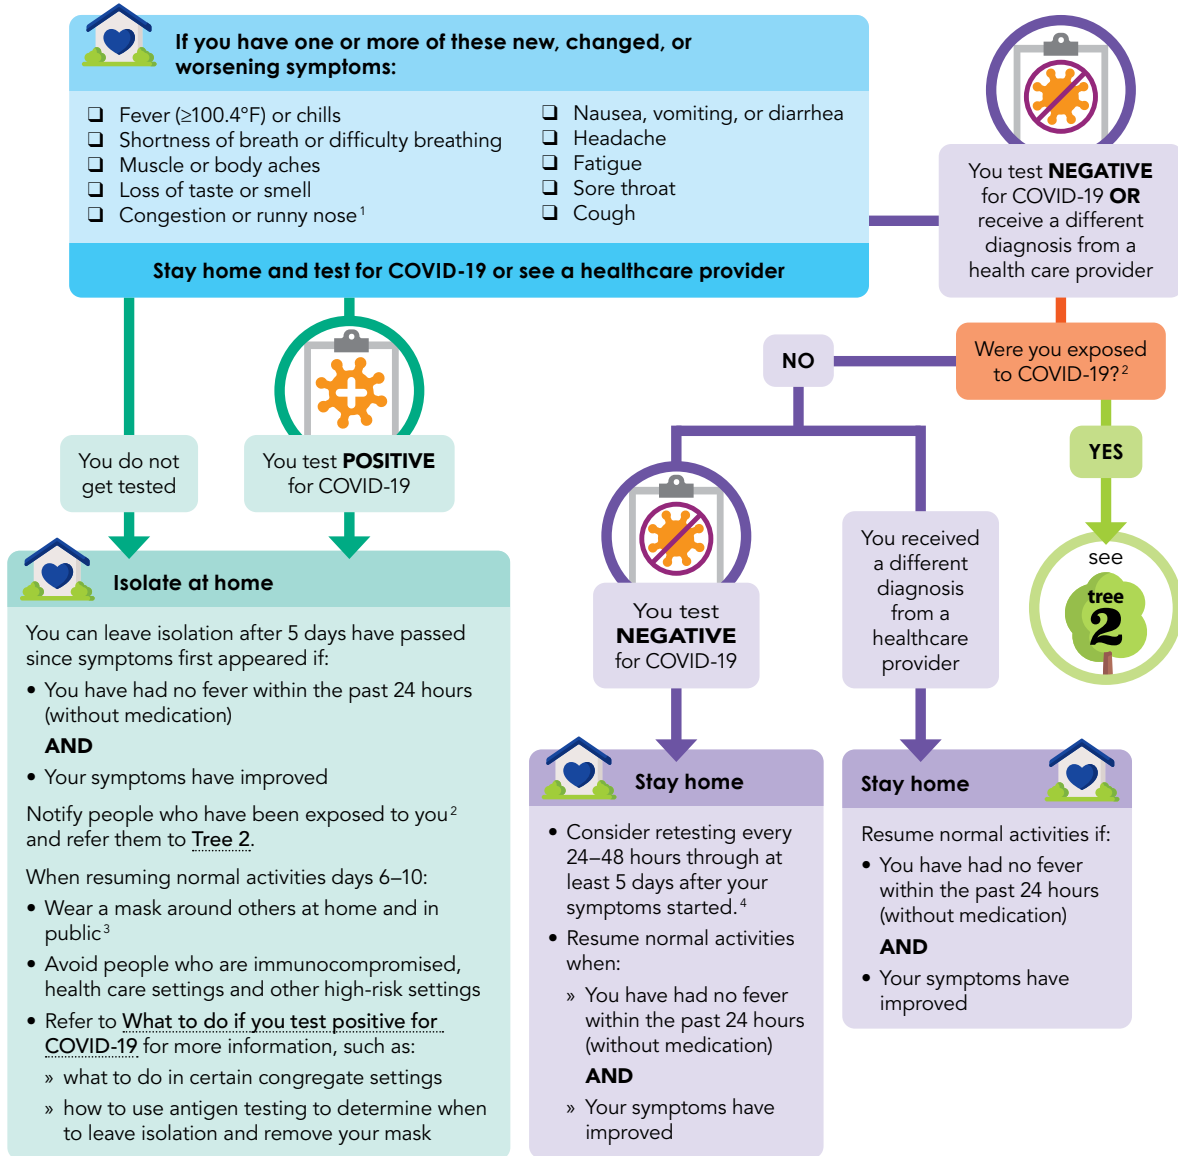 If you have one or more of these new, changed, or
worsening symptoms:
❑ Fever (≥100.4°F) or chills
❑ Shortness of breath or difficulty breathing
❑ Muscle or body aches
❑ Loss of taste or smell
❑ Congestion or runny nose¹
❑ Nausea, vomiting, or diarrhea
❑ Headache
❑ Fatigue
❑ Sore throat
❑ Cough
Stay home and test for COVID-19 or see a healthcare provider
You test NEGATIVE
for COVID-19 OR
receive a different
diagnosis from a
health care provider
Were you exposed
to COVID-19?²
NO
YES
see
tree
2
You do not
get tested
You test POSITIVE
for COVID-19
Isolate at home
You can leave isolation after 5 days have passed
since symptoms first appeared if:
• You have had no fever within the past 24 hours
(without medication)
AND
• Your symptoms have improved
Notify people who have been exposed to you²
and refer them to Tree 2.
When resuming normal activities days 6–10:
• Wear a mask around others at home and in
public³
• Avoid people who are immunocompromised,
health care settings and other high-risk settings
• Refer to What to do if you test positive for
COVID-19 for more information, such as:
» what to do in certain congregate settings
» how to use antigen testing to determine when
to leave isolation and remove your mask
You test
NEGATIVE
for COVID-19
Stay home
• Consider retesting every
24–48 hours through at
least 5 days after your
symptoms started.⁴
• Resume normal activities
when:
» You have had no fever
within the past 24 hours
(without medication)
AND
» Your symptoms have
improved
You received
a different
diagnosis
from a
healthcare
provider
Stay home
Resume normal activities if:
• You have had no fever
within the past 24 hours
(without medication)
AND
• Your symptoms have
improved